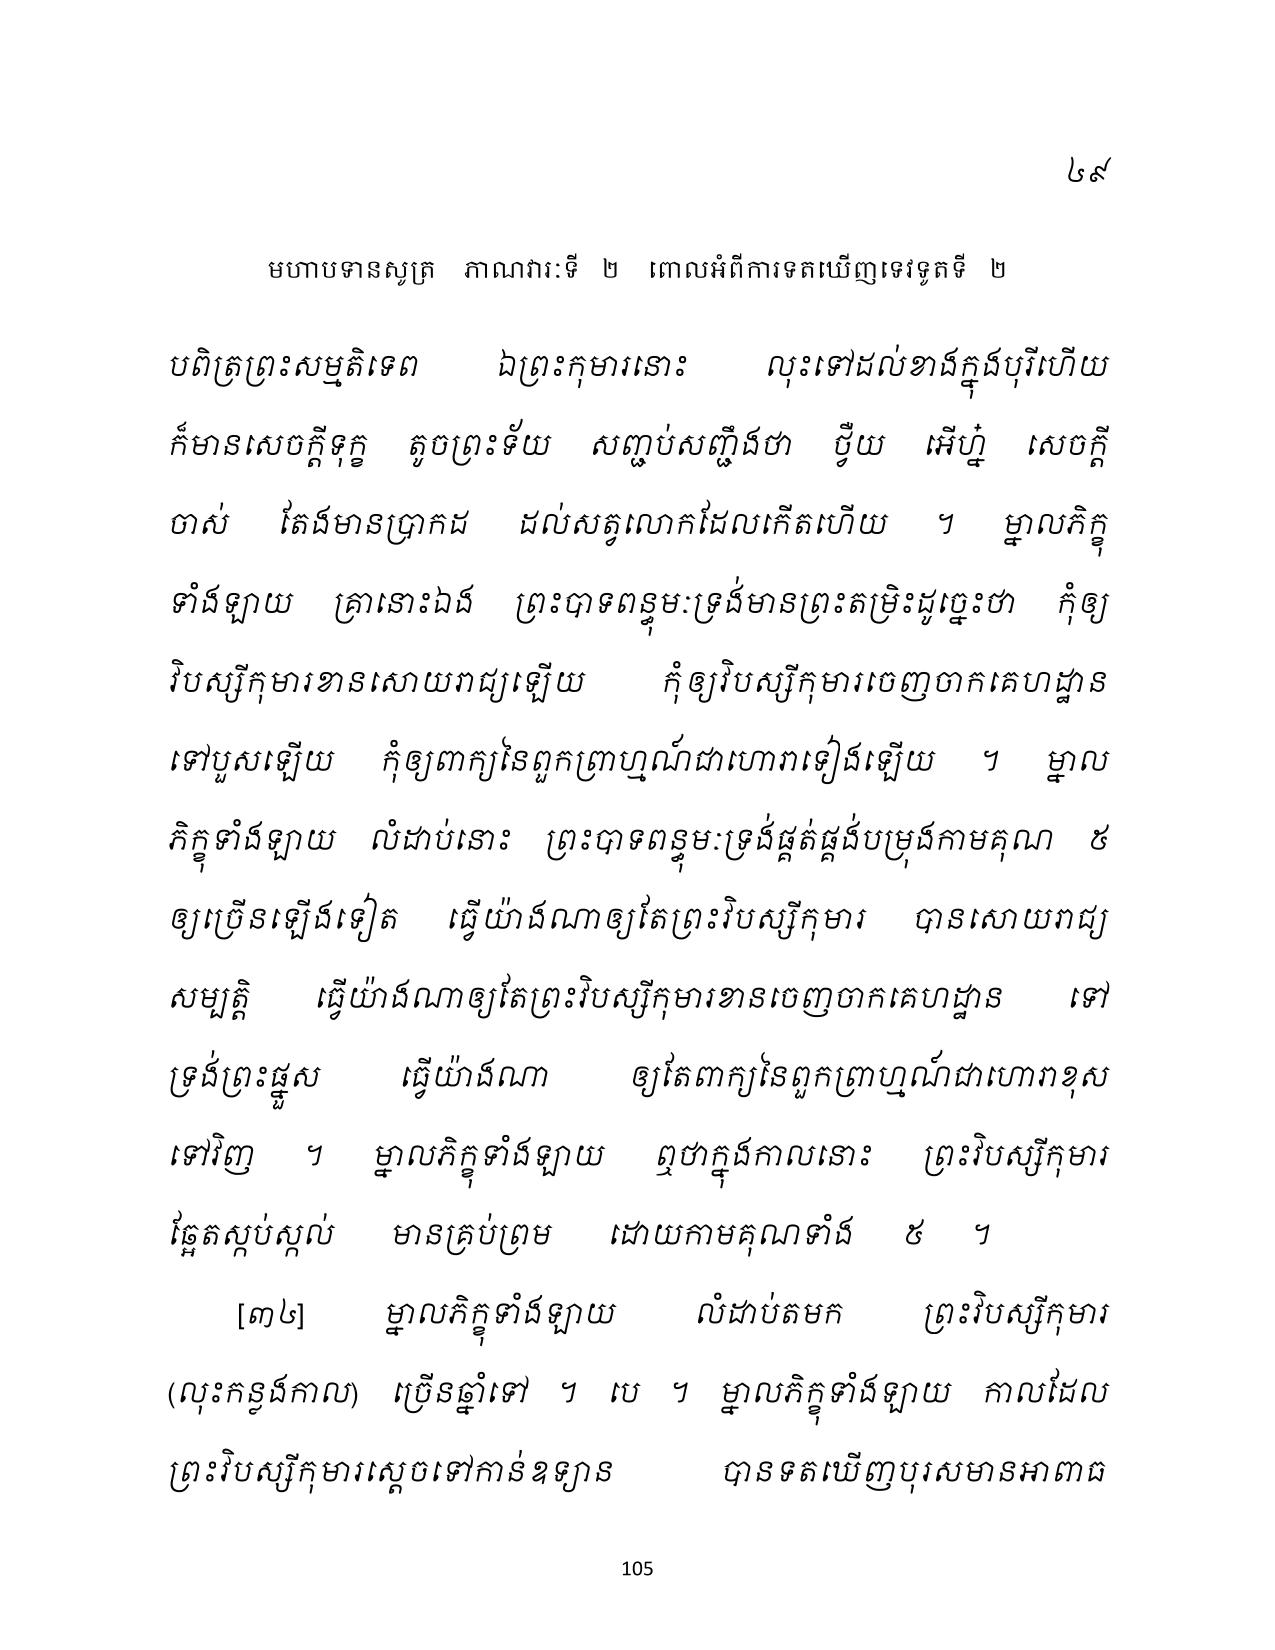 ៤៩
មហាបទានសូត្រ ភាណវារៈទី ២ ពោលអំពីការទតឃើញទេវទូតទី ២
បពិត្រព្រះសម្មតិទេព ឯព្រះកុមារនោះ លុះទៅដល់ខាងក្នុងបុរីហើយ
ក៏មានសេចក្តីទុក្ខ តូចព្រះទ័យ សញ្ជប់សញ្ជឹងថា ថ្វឺយ អើហ្ន៎ សេចក្តី
ចាស់ តែងមានប្រាកដ ដល់សត្វលោកដែលកើតហើយ ។ ម្នាលភិក្ខុ
ទាំងឡាយ គ្រានោះឯង ព្រះបាទពន្ធុមៈទ្រង់មានព្រះតម្រិះដូច្នេះថា កុំឲ្យ
វិបស្សីកុមារខានសោយរាជ្យឡើយ កុំឲ្យវិបស្សីកុមារចេញចាកគេហដ្ឋាន
ទៅបួសឡើយ កុំឲ្យពាក្យនៃពួកព្រាហ្មណ៍ជាហោរាទៀងឡើយ ។ ម្នាល
ភិក្ខុទាំងឡាយ លំដាប់នោះ ព្រះបាទពន្ធុមៈទ្រង់ផ្គត់ផ្គង់បម្រុងកាមគុណ ៥
ឲ្យច្រើនឡើងទៀត ធ្វើយ៉ាងណាឲ្យតែព្រះវិបស្សីកុមារ បានសោយរាជ្យ
សម្បត្តិ ធ្វើយ៉ាងណាឲ្យតែព្រះវិបស្សីកុមារខានចេញចាកគេហដ្ឋាន ទៅ
ទ្រង់ព្រះផ្នួស ធ្វើយ៉ាងណា ឲ្យតែពាក្យនៃពួកព្រាហ្មណ៍ជាហោរាខុស
ទៅវិញ ។ ម្នាលភិក្ខុទាំងឡាយ ឮថាក្នុងកាលនោះ ព្រះវិបស្សីកុមារ
ឆ្អែតស្កប់ស្កល់ មានគ្រប់ព្រម ដោយកាមគុណទាំង ៥ ។
[៣៤] ម្នាលភិក្ខុទាំងឡាយ លំដាប់តមក ព្រះវិបស្សីកុមារ
(លុះកន្លងកាល) ច្រើនឆ្នាំទៅ ។ បេ ។ ម្នាលភិក្ខុទាំងឡាយ កាលដែល
ព្រះវិបស្សីកុមារស្តេចទៅកាន់ឧទ្យាន បានទតឃើញបុរសមានអាពាធ
105